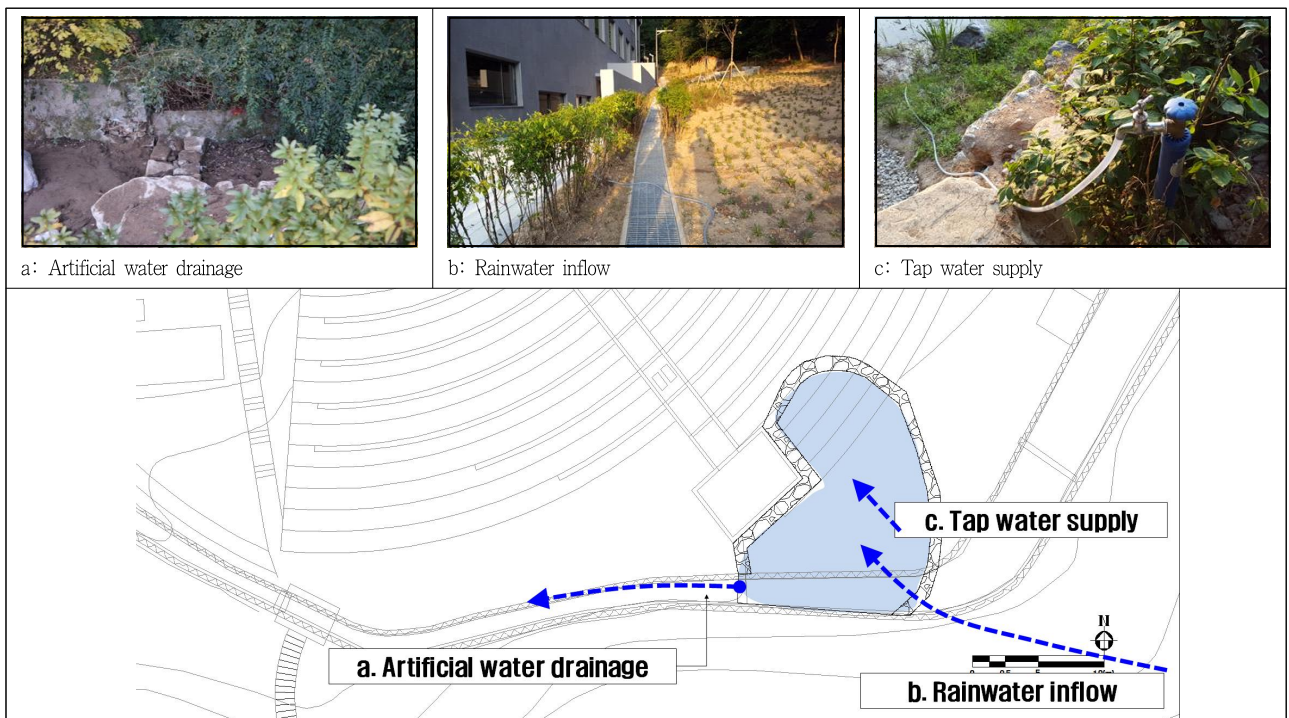 a: Artificial water drainage
b: Rainwater inflow
c: Tap water supply
c. Tap water supply
N
a. Artificial water drainage
b. Rainwater inflow